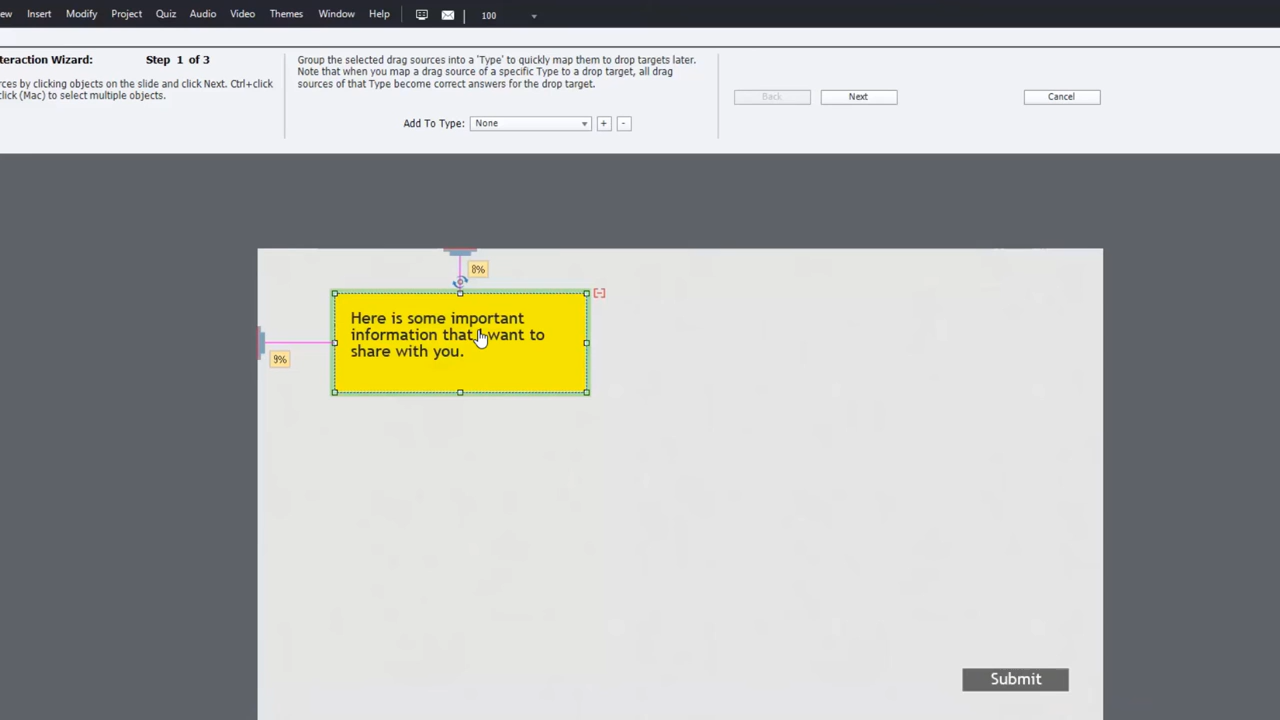 ew Insert Modify Project Quiz Audio Video Themes Window Help 100
teraction Wizard: Step 1 of 3
rces by clicking objects on the slide and click Next. Ctrl+click
click (Mac) to select multiple objects.
Group the selected drag sources into a 'Type' to quickly map them to drop targets later.
Note that when you map a drag source of a specific Type to a drop target, all drag
sources of that Type become correct answers for the drop target.
Add To Type: None + -
Back Next Cancel
8%
Here is some important
information that I want to
share with you.
9%
Submit